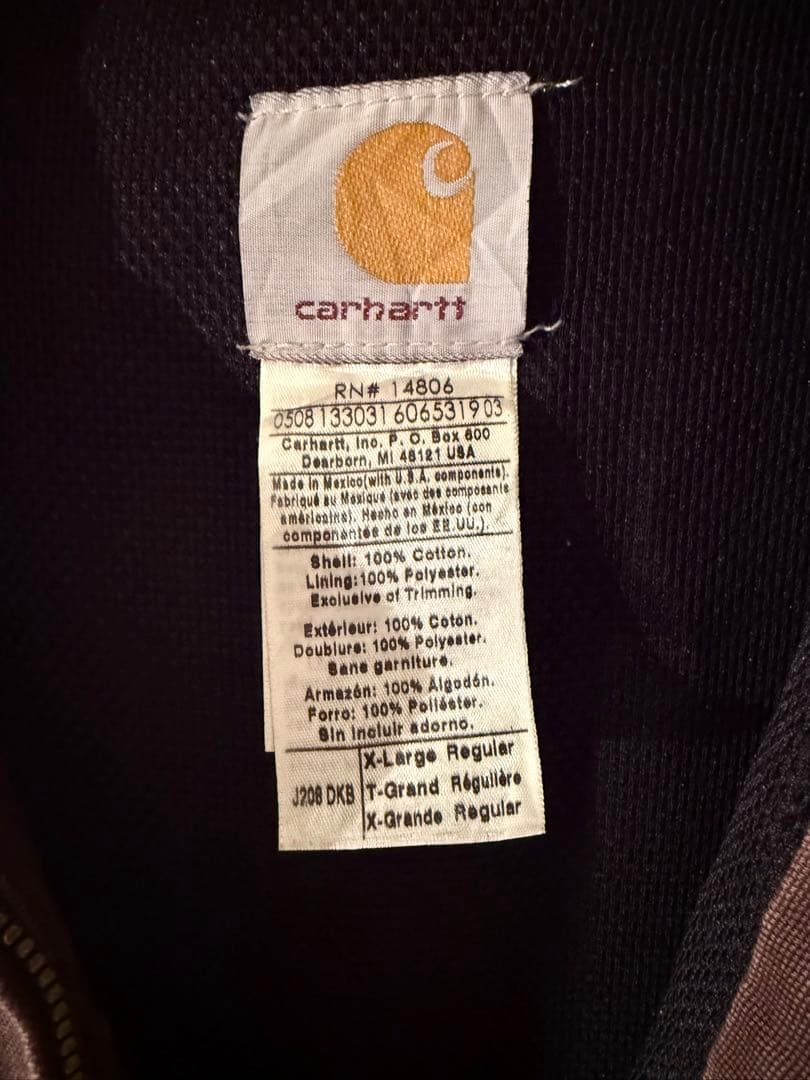 carhartt
RN# 14806
0508133031606531903
Carhartt, Inc. P. O. Box 600
Dearborn, MI 48121 USA
Made in Mexico(with U.S.A. components).
Fabriqué au Mexique (avec des composants
américains). Hecho en México (con
componentes de los EE.UU.).
Shell: 100% Cotton.
Lining:100% Polyester.
Exclusive of Trimming.
Extérieur: 100% Coton.
Doublure: 100% Polyester.
Sans garniture.
Armazón: 100% Algodón.
Forro: 100% Poliéster.
Sin incluir adorno.
J208 DKB
X-Large Regular
T-Grand Régulière
X-Grande Regular